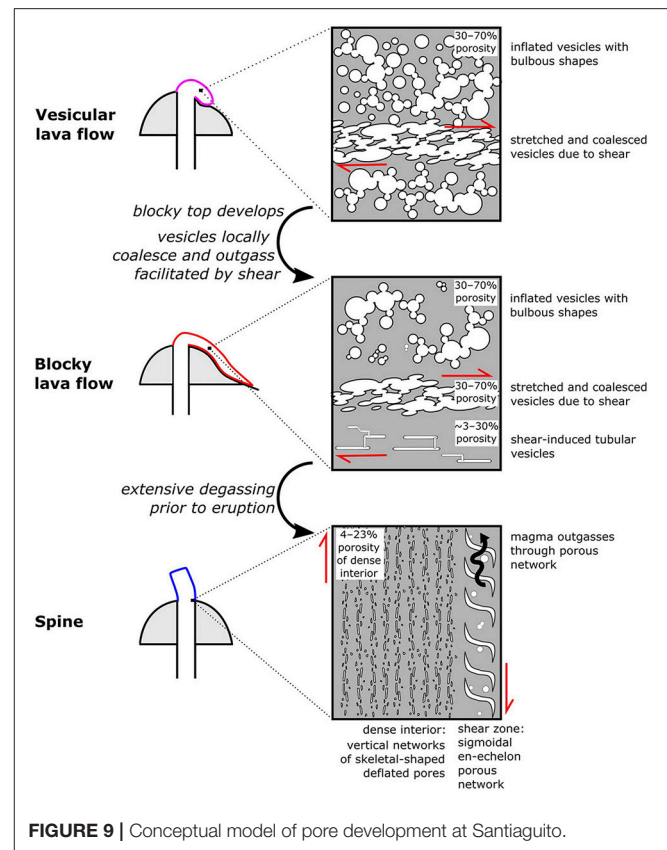 30–70%
porosity
inflated vesicles with
bulbous shapes
Vesicular
lava flow
stretched and coalesced
vesicles due to shear
blocky top develops
vesicles locally
coalesce and outgass
facilitated by shear
30–70%
porosity
inflated vesicles with
bulbous shapes
Blocky
lava flow
30–70%
porosity
stretched and coalesced
vesicles due to shear
~3–30%
porosity
shear-induced tubular
vesicles
extensive degassing
prior to eruption
4–23%
porosity
of dense
interior
magma outgasses
through porous
network
Spine
dense interior:
vertical networks
of skeletal-shaped
deflated pores
shear zone:
sigmoidal
en-echelon
porous
network
FIGURE 9 | Conceptual model of pore development at Santiaguito.